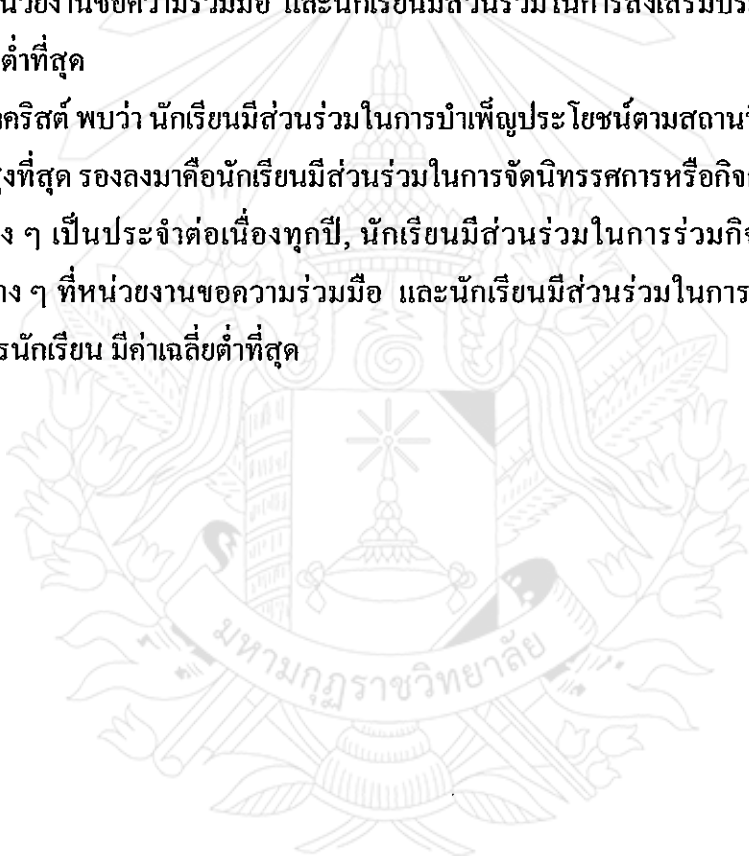 น่วยงานขอความร่วมมือ และนักเรียนมีส่วนร่วมในการส่งเสริมประ
ต่ำที่สุด
คริสต์ พบว่า นักเรียนมีส่วนร่วมในการบำเพ็ญประโยชน์ตามสถาน
งที่สุด รองลงมาคือนักเรียนมีส่วนร่วมในการจัดนิทรรศการหรือกิจ
ง ๆ เป็นประจำต่อเนื่องทุกปี, นักเรียนมีส่วนร่วมในการร่วมกิจ
าง ๆ ที่หน่วยงานขอความร่วมมือ และนักเรียนมีส่วนร่วมในการ
รนักเรียน มีค่าเฉลี่ยต่ำที่สุด
มหามกุฏราชวิทยาลัย